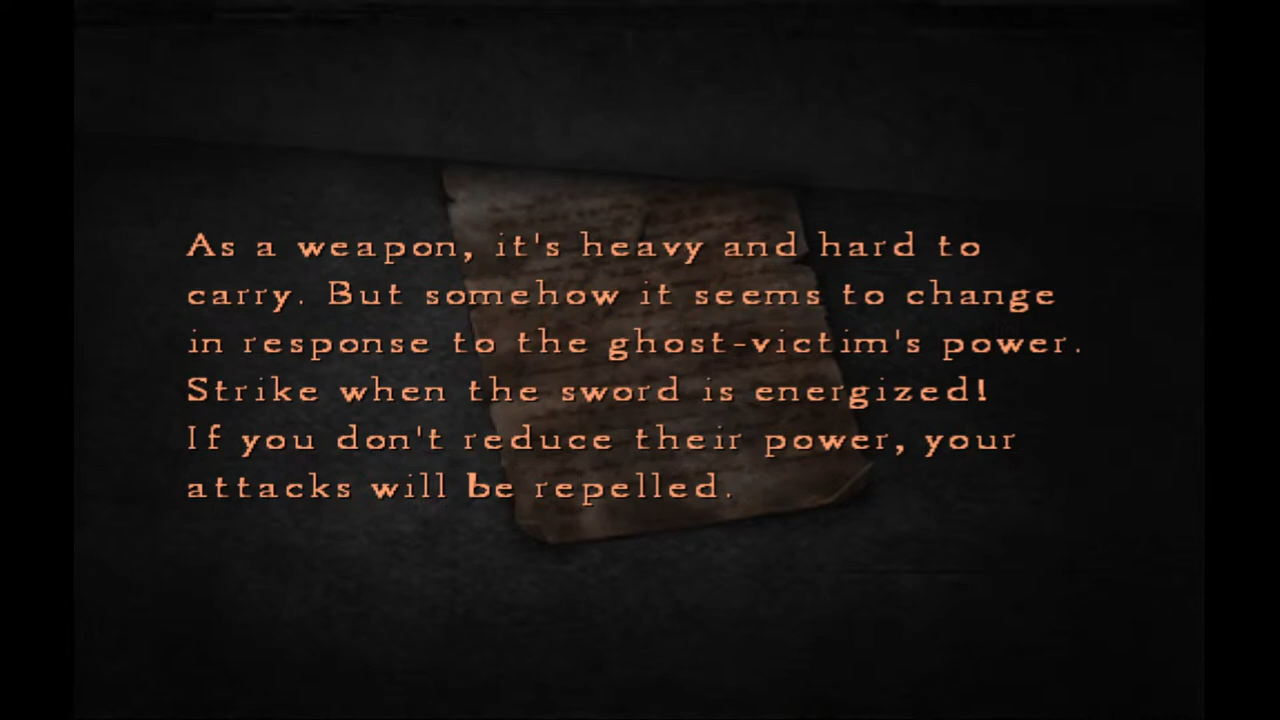 As a weapon, it's heavy and hard to
carry. But somehow it seems to change
in response to the ghost-victim's power.
Strike when the sword is energized!
If you don't reduce their power, your
attacks will be repelled.